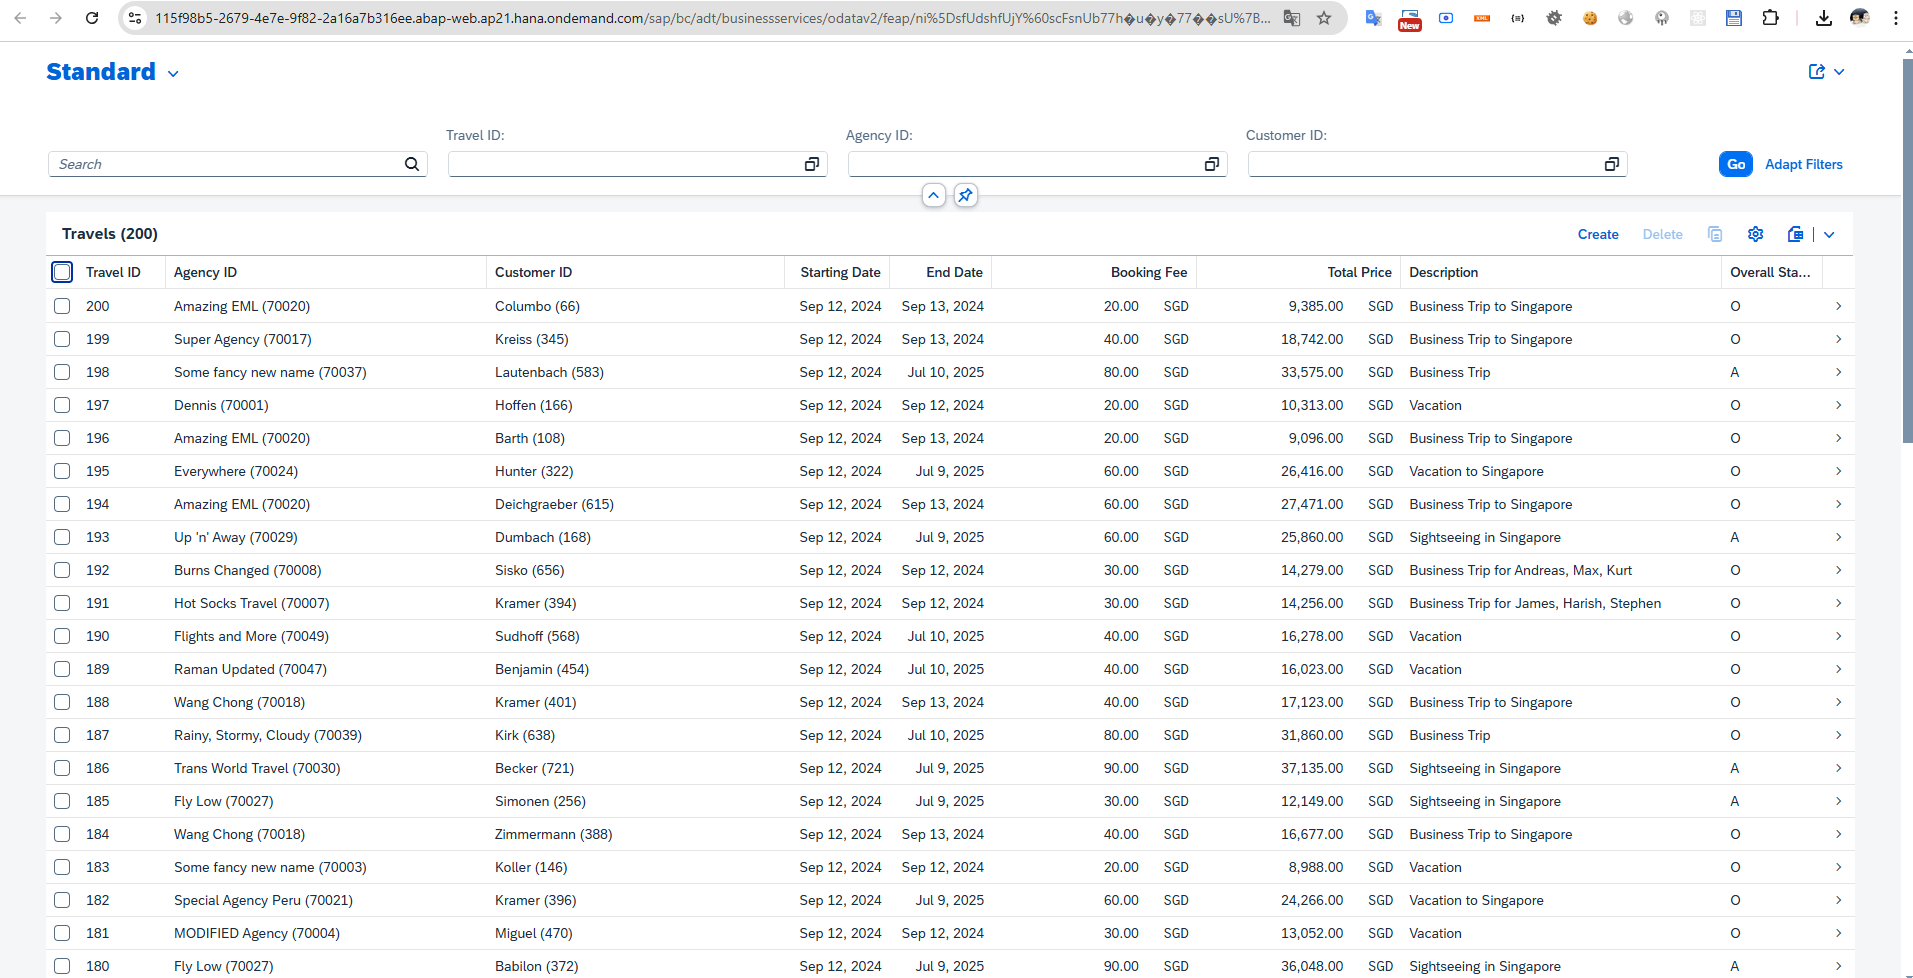 115f98b5-2679-4e7e-9f82-2a16a7b316ee.abap-web.ap21.hana.ondemand.com/sap/bc/adt/businessservices/odatav2/feap/ni%5DsfUdshfUjY%60scFsnUb77h�u�y�77��sU%7B...
New
Standard
Travel ID: Agency ID: Customer ID:
Search Go Adapt Filters
Travels (200) Create Delete
Travel ID Agency ID Customer ID Starting Date End Date Booking Fee Total Price Description Overall Sta...
200 Amazing EML (70020) Columbo (66) Sep 12, 2024 Sep 13, 2024 20.00 SGD 9,385.00 SGD Business Trip to Singapore O
199 Super Agency (70017) Kreiss (345) Sep 12, 2024 Sep 13, 2024 40.00 SGD 18,742.00 SGD Business Trip to Singapore O
198 Some fancy new name (70037) Lautenbach (583) Sep 12, 2024 Jul 10, 2025 80.00 SGD 33,575.00 SGD Business Trip A
197 Dennis (70001) Hoffen (166) Sep 12, 2024 Sep 12, 2024 20.00 SGD 10,313.00 SGD Vacation O
196 Amazing EML (70020) Barth (108) Sep 12, 2024 Sep 13, 2024 20.00 SGD 9,096.00 SGD Business Trip to Singapore O
195 Everywhere (70024) Hunter (322) Sep 12, 2024 Jul 9, 2025 60.00 SGD 26,416.00 SGD Vacation to Singapore O
194 Amazing EML (70020) Deichgraeber (615) Sep 12, 2024 Sep 13, 2024 60.00 SGD 27,471.00 SGD Business Trip to Singapore O
193 Up 'n' Away (70029) Dumbach (168) Sep 12, 2024 Jul 9, 2025 60.00 SGD 25,860.00 SGD Sightseeing in Singapore A
192 Burns Changed (70008) Sisko (656) Sep 12, 2024 Sep 12, 2024 30.00 SGD 14,279.00 SGD Business Trip for Andreas, Max, Kurt O
191 Hot Socks Travel (70007) Kramer (394) Sep 12, 2024 Sep 12, 2024 30.00 SGD 14,256.00 SGD Business Trip for James, Harish, Stephen O
190 Flights and More (70049) Sudhoff (568) Sep 12, 2024 Jul 10, 2025 40.00 SGD 16,278.00 SGD Vacation O
189 Raman Updated (70047) Benjamin (454) Sep 12, 2024 Jul 10, 2025 40.00 SGD 16,023.00 SGD Vacation O
188 Wang Chong (70018) Kramer (401) Sep 12, 2024 Sep 13, 2024 40.00 SGD 17,123.00 SGD Business Trip to Singapore O
187 Rainy, Stormy, Cloudy (70039) Kirk (638) Sep 12, 2024 Jul 10, 2025 80.00 SGD 31,860.00 SGD Business Trip O
186 Trans World Travel (70030) Becker (721) Sep 12, 2024 Jul 9, 2025 90.00 SGD 37,135.00 SGD Sightseeing in Singapore A
185 Fly Low (70027) Simonen (256) Sep 12, 2024 Jul 9, 2025 30.00 SGD 12,149.00 SGD Sightseeing in Singapore A
184 Wang Chong (70018) Zimmermann (388) Sep 12, 2024 Sep 13, 2024 40.00 SGD 16,677.00 SGD Business Trip to Singapore O
183 Some fancy new name (70003) Koller (146) Sep 12, 2024 Sep 12, 2024 20.00 SGD 8,988.00 SGD Vacation O
182 Special Agency Peru (70021) Kramer (396) Sep 12, 2024 Jul 9, 2025 60.00 SGD 24,266.00 SGD Vacation to Singapore O
181 MODIFIED Agency (70004) Miguel (470) Sep 12, 2024 Sep 12, 2024 30.00 SGD 13,052.00 SGD Vacation O
180 Fly Low (70027) Babilon (372) Sep 12, 2024 Jul 9, 2025 90.00 SGD 36,048.00 SGD Sightseeing in Singapore A